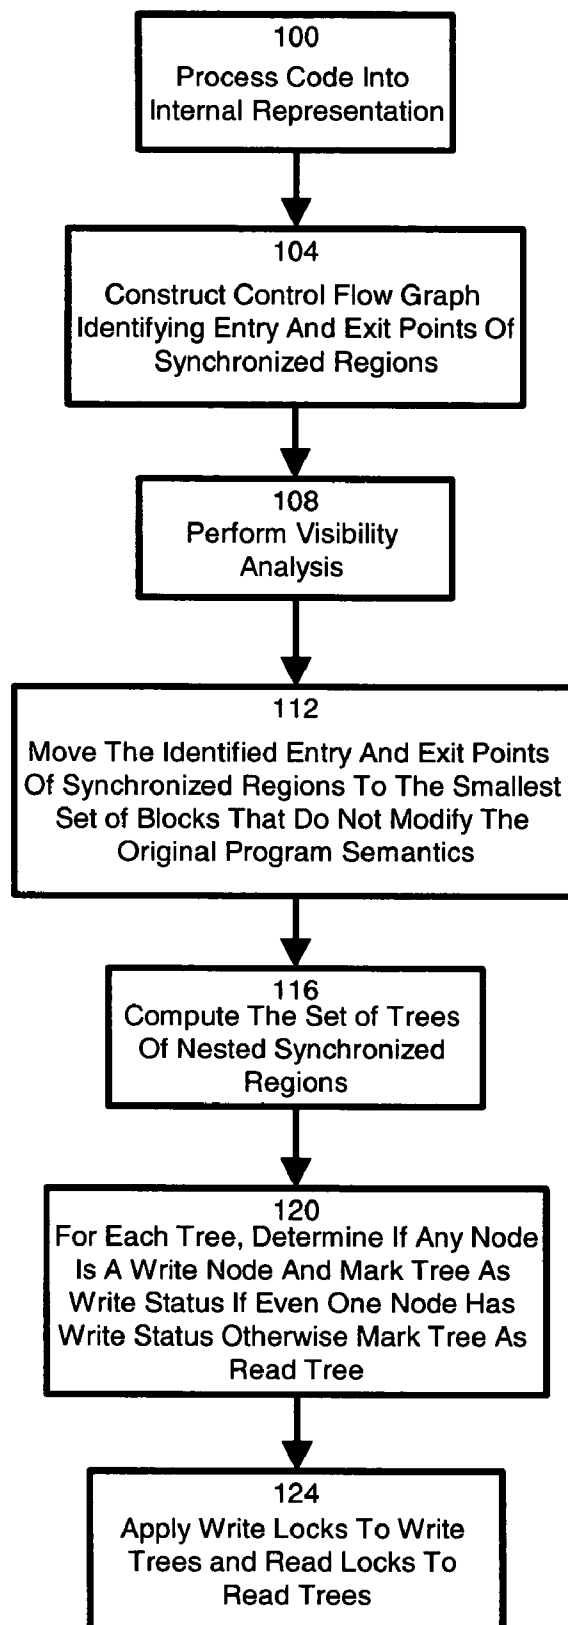 100
Process Code Into
Internal Representation
104
Construct Control Flow Graph
Identifying Entry And Exit Points Of
Synchronized Regions
108
Perform Visibility
Analysis
112
Move The Identified Entry And Exit Points
Of Synchronized Regions To The Smallest
Set of Blocks That Do Not Modify The
Original Program Semantics
116
Compute The Set of Trees
Of Nested Synchronized
Regions
120
For Each Tree, Determine If Any Node
Is A Write Node And Mark Tree As
Write Status If Even One Node Has
Write Status Otherwise Mark Tree As
Read Tree
124
Apply Write Locks To Write
Trees and Read Locks To
Read Trees